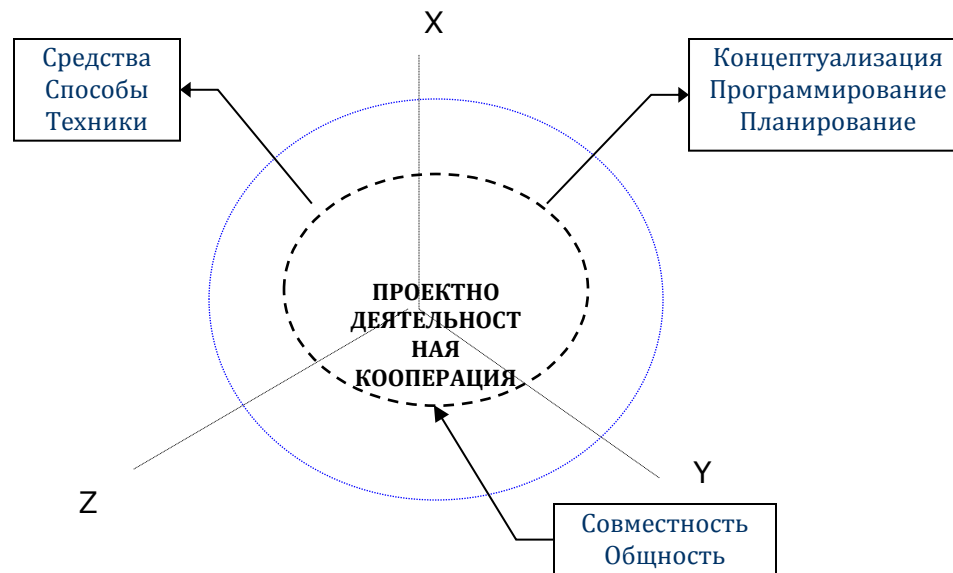 X
Средства
Способы
Техники
Концептуализация
Программирование
Планирование
ПРОЕКТНО
ДЕЯТЕЛЬНОСТ
НАЯ
КООПЕРАЦИЯ
Z
Y
Совместность
Общность